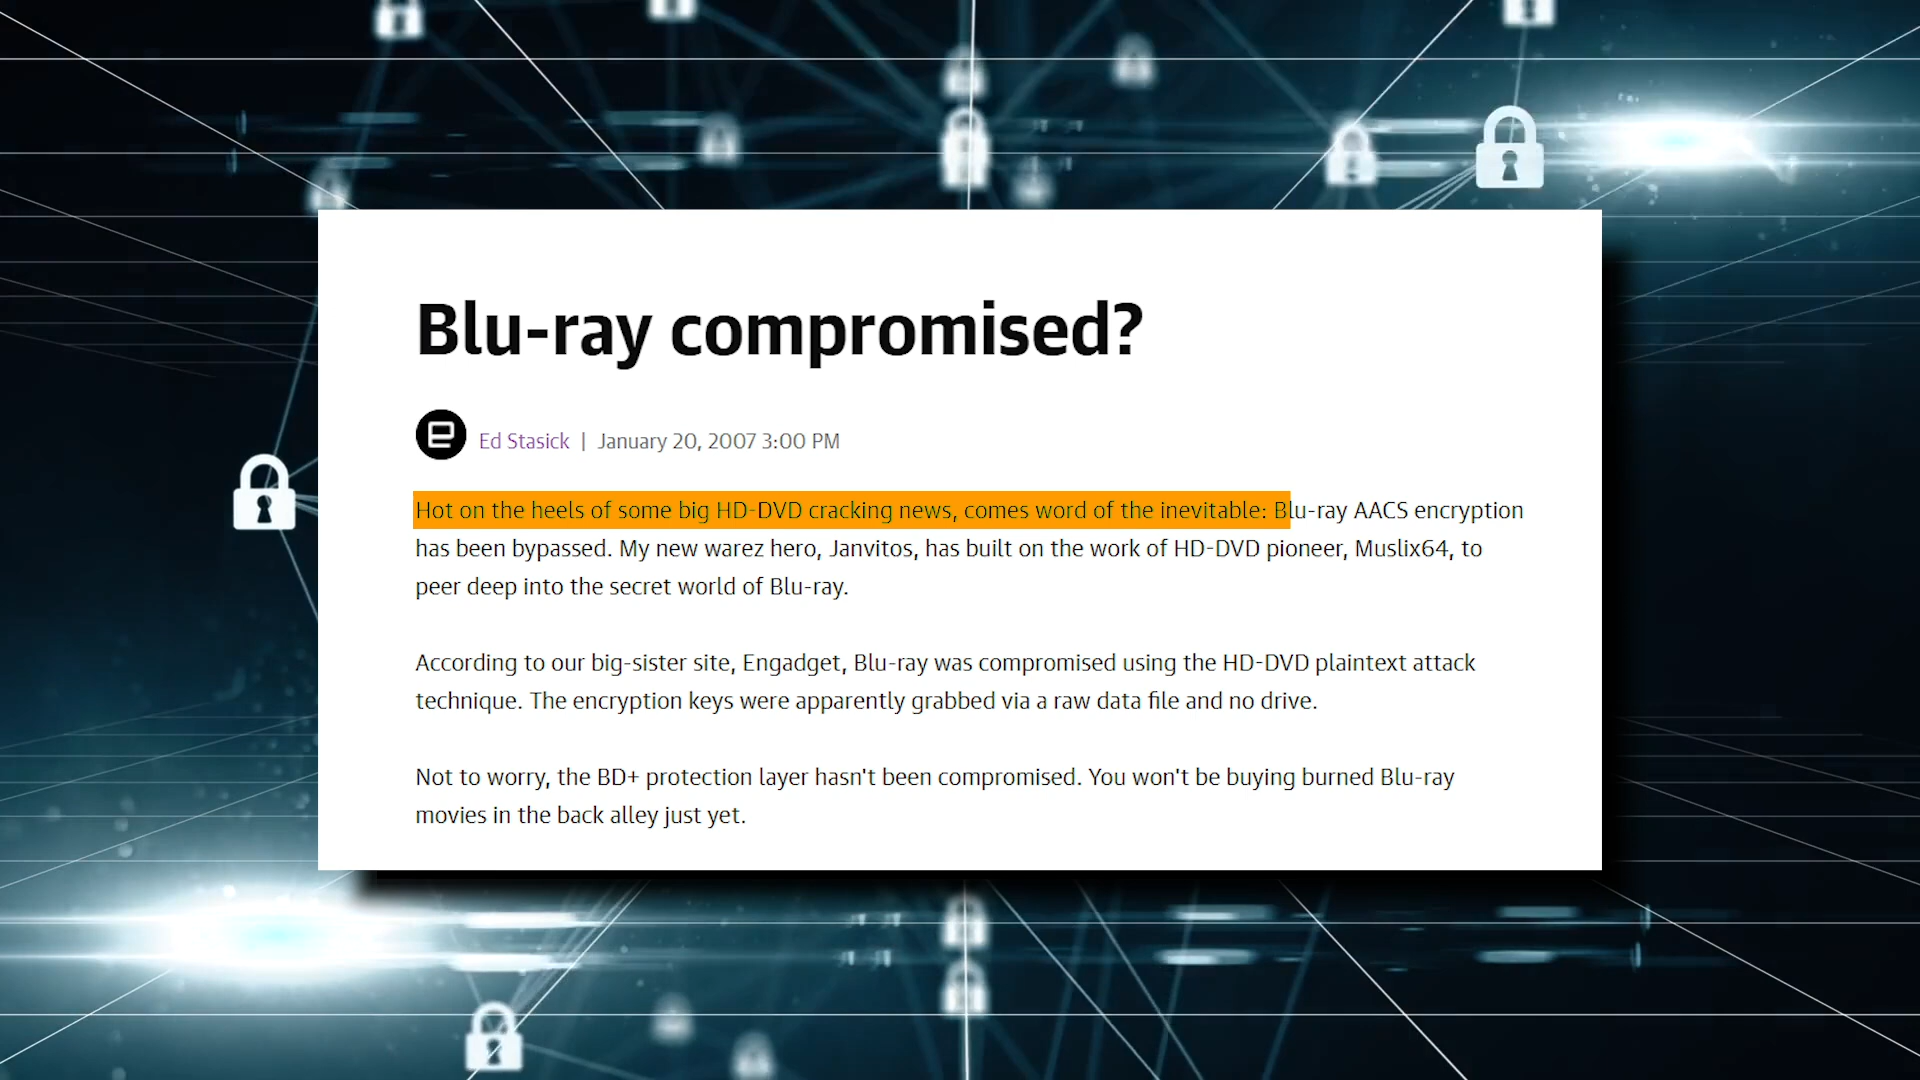 Blu-ray compromised?
Ed Stasick | January 20, 2007 3:00 PM
Hot on the heels of some big HD-DVD cracking news, comes word of the inevitable: Blu-ray AACS encryption
has been bypassed. My new warez hero, Janvitos, has built on the work of HD-DVD pioneer, Muslix64, to
peer deep into the secret world of Blu-ray.
According to our big-sister site, Engadget, Blu-ray was compromised using the HD-DVD plaintext attack
technique. The encryption keys were apparently grabbed via a raw data file and no drive.
Not to worry, the BD+ protection layer hasn't been compromised. You won't be buying burned Blu-ray
movies in the back alley just yet.